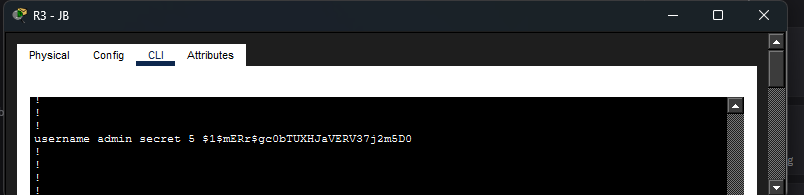 R3 - JB
Physical Config CLI Attributes
!
!
!
username admin secret 5 $1$mERr$gc0bTUXHJaVERV37j2m5D0
!
!
!
!